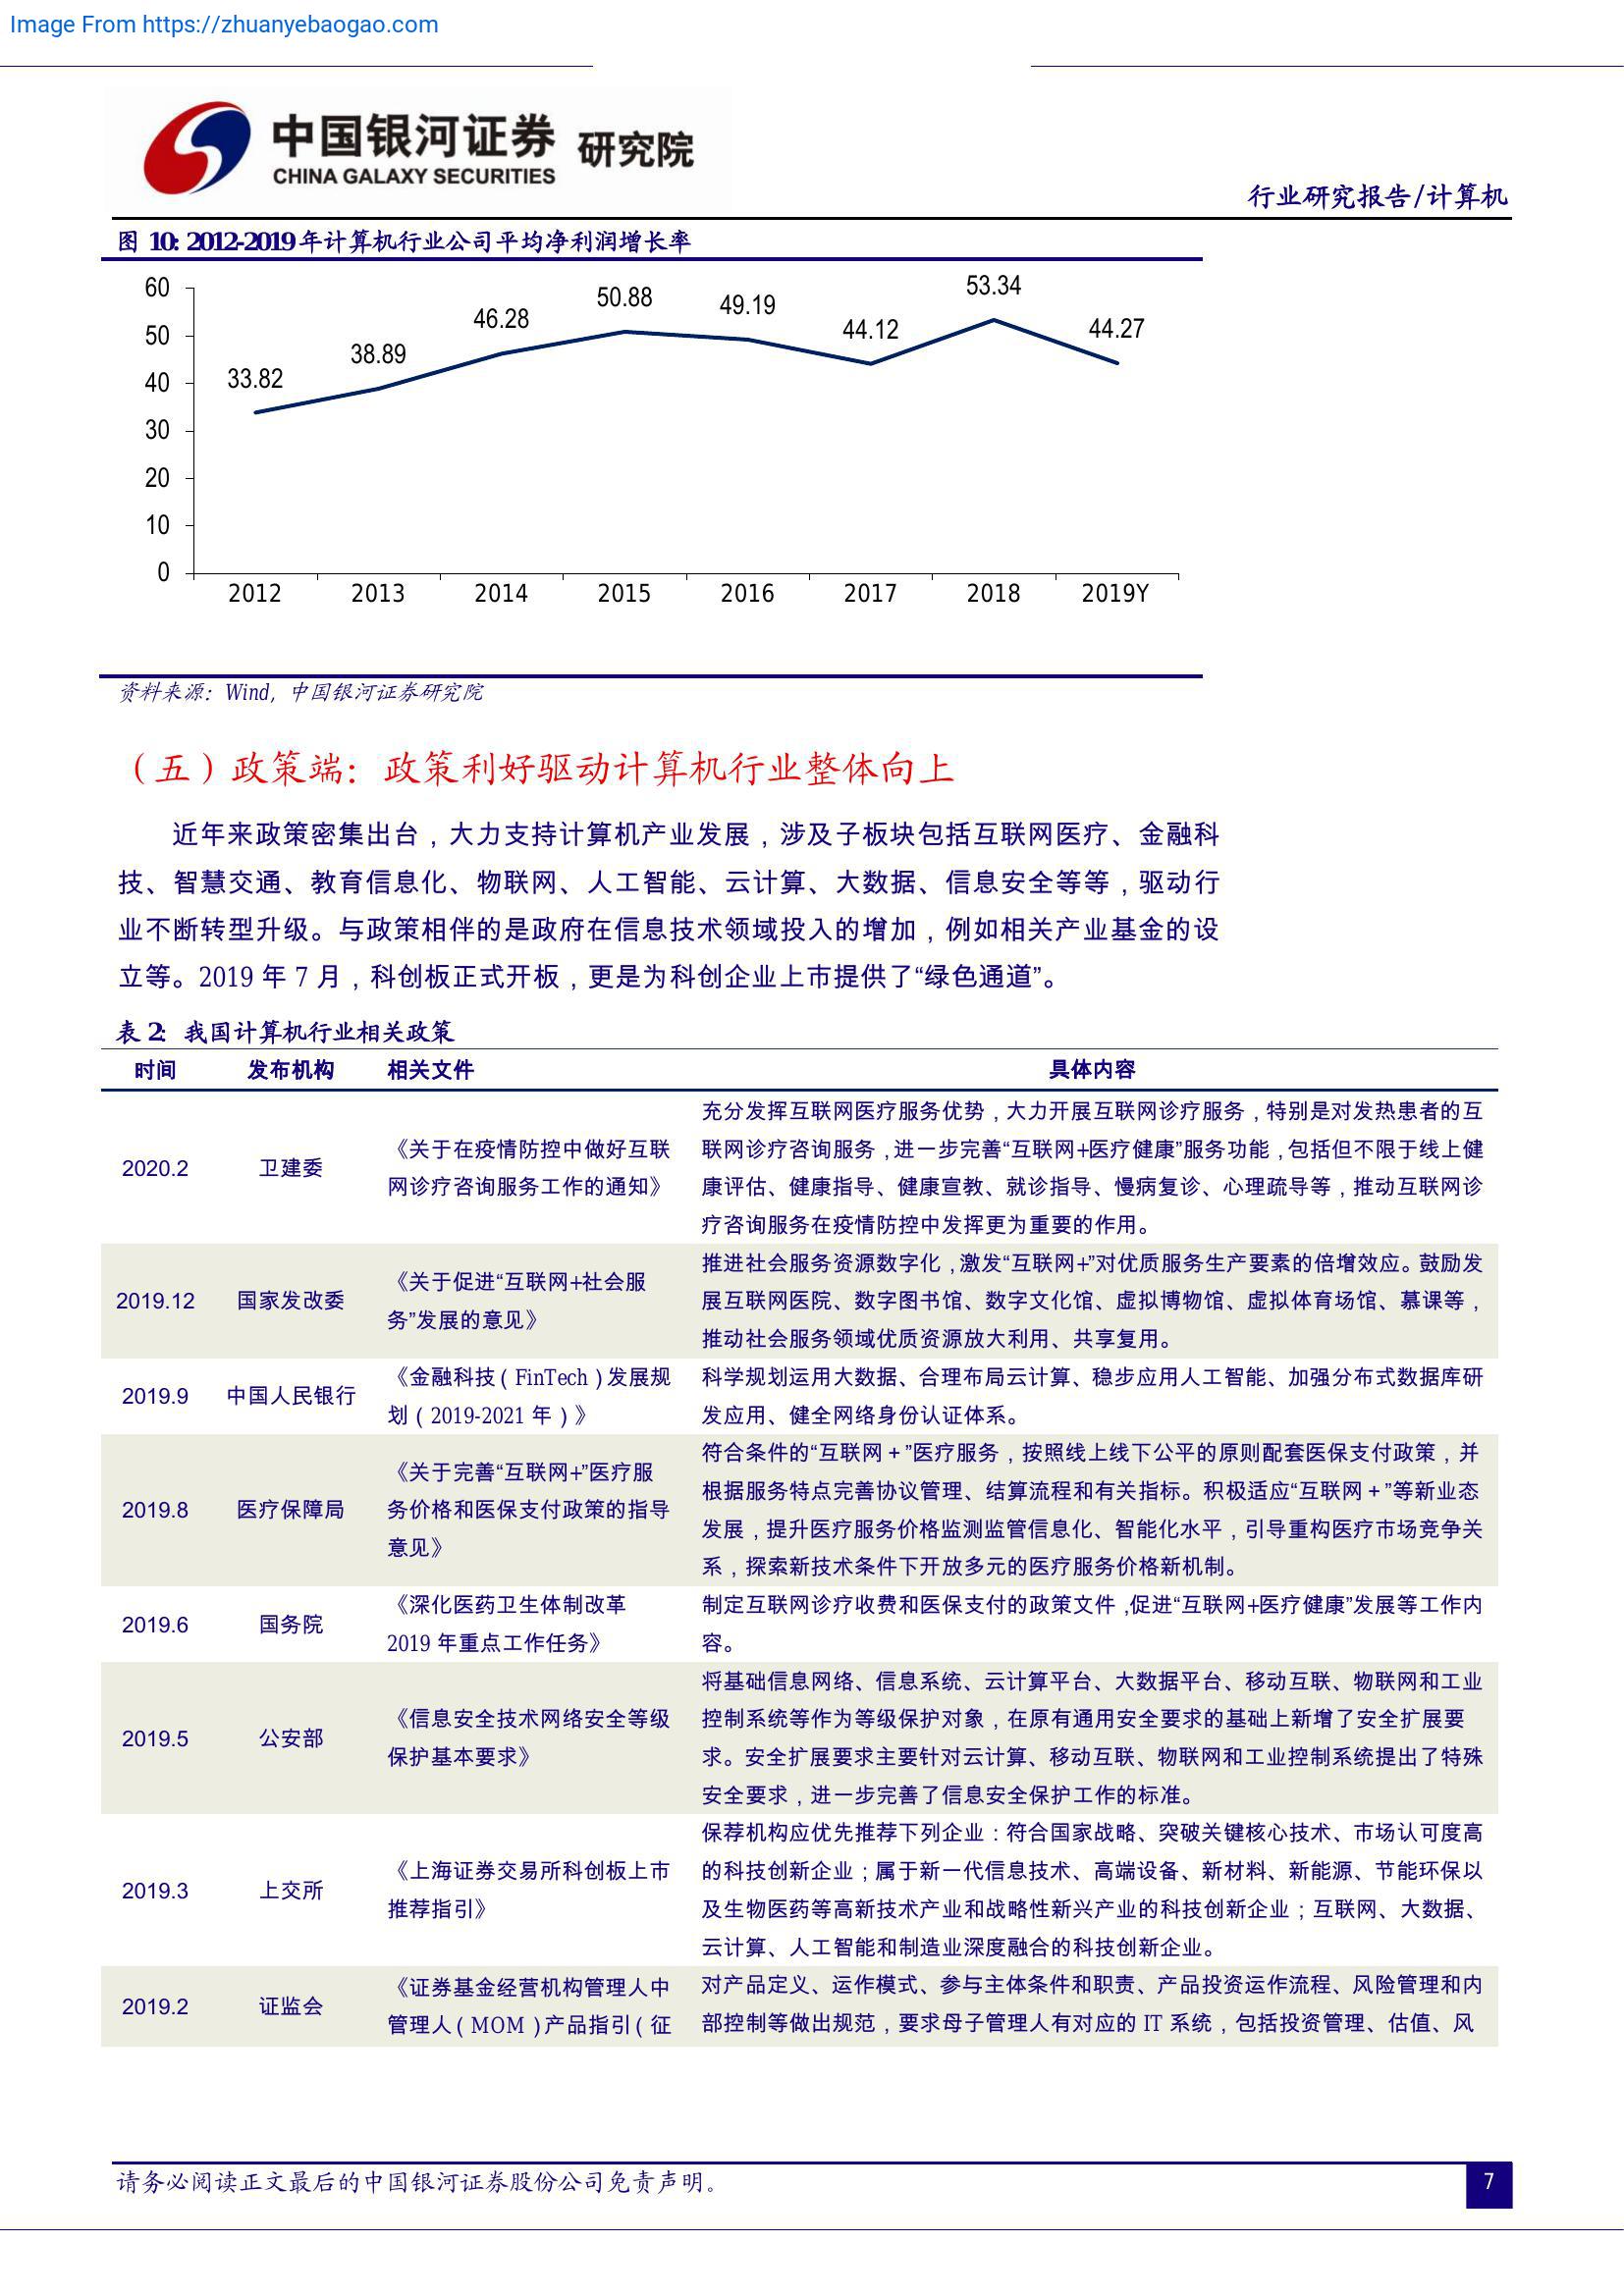 Image From https://zhuanyebaogao.com
中国银河证券 研究院
CHINA GALAXY SECURITIES
行业研究报告/计算机
图 10: 2012-2019 年计算机行业公司平均净利润增长率
60
50
40
30
20
10
0
33.82
38.89
46.28
50.88
49.19
44.12
53.34
44.27
2012
2013
2014
2015
2016
2017
2018
2019Y
资料来源：Wind，中国银河证券研究院
（五）政策端：政策利好驱动计算机行业整体向上
近年来政策密集出台，大力支持计算机产业发展，涉及子板块包括互联网医疗、金融科
技、智慧交通、教育信息化、物联网、人工智能、云计算、大数据、信息安全等等，驱动行
业不断转型升级。与政策相伴的是政府在信息技术领域投入的增加，例如相关产业基金的设
立等。2019 年 7 月，科创板正式开板，更是为科创企业上市提供了“绿色通道”。
表 2: 我国计算机行业相关政策
时间 发布机构 相关文件 具体内容
2020.2
卫建委
《关于在疫情防控中做好互联
网诊疗咨询服务工作的通知》
充分发挥互联网医疗服务优势，大力开展互联网诊疗服务，特别是对发热患者的互
联网诊疗咨询服务，进一步完善“互联网+医疗健康”服务功能，包括但不限于线上健
康评估、健康指导、健康宣教、就诊指导、慢病复诊、心理疏导等，推动互联网诊
疗咨询服务在疫情防控中发挥更为重要的作用。
2019.12
国家发改委
《关于促进“互联网+社会服
务”发展的意见》
推进社会服务资源数字化，激发“互联网+”对优质服务生产要素的倍增效应。鼓励发
展互联网医院、数字图书馆、数字文化馆、虚拟博物馆、虚拟体育场馆、慕课等，
推动社会服务领域优质资源放大利用、共享复用。
2019.9
中国人民银行
《金融科技（FinTech）发展规
划（2019-2021 年）》
科学规划运用大数据、合理布局云计算、稳步应用人工智能、加强分布式数据库研
发应用、健全网络身份认证体系。
2019.8
医疗保障局
《关于完善“互联网+”医疗服
务价格和医保支付政策的指导
意见》
符合条件的“互联网＋”医疗服务，按照线上线下公平的原则配套医保支付政策，并
根据服务特点完善协议管理、结算流程和有关指标。积极适应“互联网＋”等新业态
发展，提升医疗服务价格监测监管信息化、智能化水平，引导重构医疗市场竞争关
系，探索新技术条件下开放多元的医疗服务价格新机制。
2019.6
国务院
《深化医药卫生体制改革
2019 年重点工作任务》
制定互联网诊疗收费和医保支付的政策文件，促进“互联网+医疗健康”发展等工作内
容。
2019.5
公安部
《信息安全技术网络安全等级
保护基本要求》
将基础信息网络、信息系统、云计算平台、大数据平台、移动互联、物联网和工业
控制系统等作为等级保护对象，在原有通用安全要求的基础上新增了安全扩展要
求。安全扩展要求主要针对云计算、移动互联、物联网和工业控制系统提出了特殊
安全要求，进一步完善了信息安全保护工作的标准。
2019.3
上交所
《上海证券交易所科创板上市
推荐指引》
保荐机构应优先推荐下列企业：符合国家战略、突破关键核心技术、市场认可度高
的科技创新企业；属于新一代信息技术、高端设备、新材料、新能源、节能环保以
及生物医药等高新技术产业和战略性新兴产业的科技创新企业；互联网、大数据、
云计算、人工智能和制造业深度融合的科技创新企业。
2019.2
证监会
《证券基金经营机构管理人中
管理人（MOM）产品指引（征
对产品定义、运作模式、参与主体条件和职责、产品投资运作流程、风险管理和内
部控制等做出规范，要求母子管理人有对应的 IT 系统，包括投资管理、估值、风
请务必阅读正文最后的中国银河证券股份公司免责声明。
7